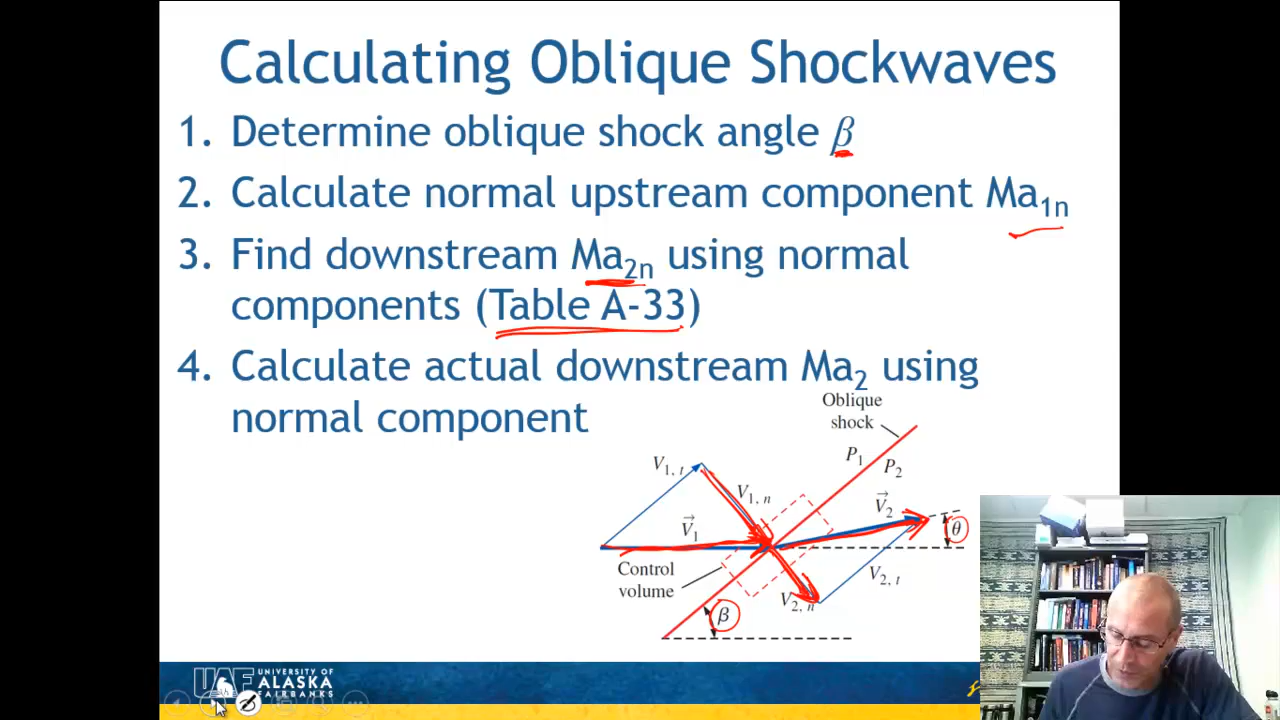 Calculating Oblique Shockwaves
1. Determine oblique shock angle β
2. Calculate normal upstream component Ma1n
3. Find downstream Ma2n using normal
components (Table A-33)
4. Calculate actual downstream Ma2 using
normal component
Oblique
shock
P1
P2
V1, t
V1, n
V⃗1
V⃗2
θ
Control
volume
V2, n
V2, t
β
UAF
UNIVERSITY OF
ALASKA
FAIRBANKS